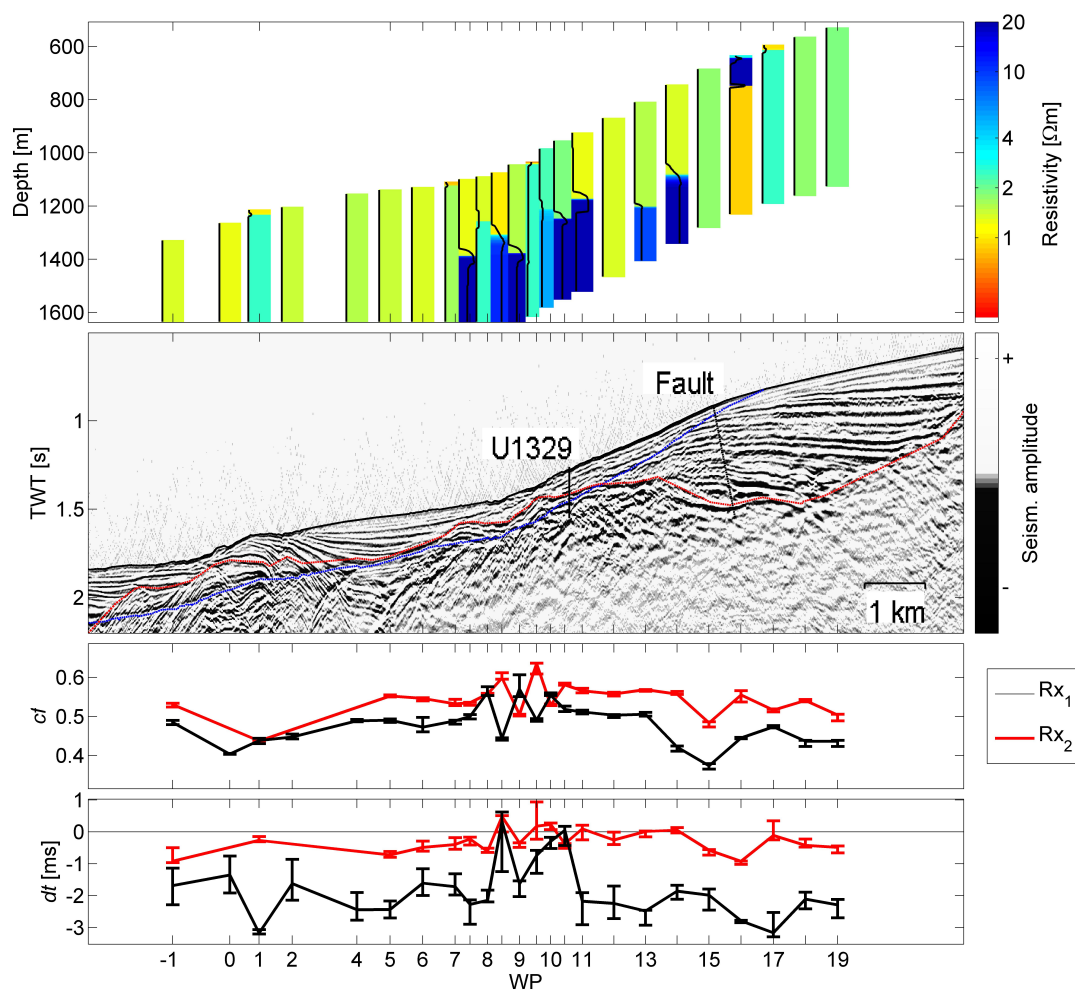 600
800
1000
1200
1400
1600
Depth [m]
20
10
4
2
1
Resistivity [Ωm]
Fault
U1329
1
1.5
2
TWT [s]
1 km
+
-
Seism. amplitude
0.6
0.5
0.4
cf
Rx1
Rx2
1
0
-1
-2
-3
dt [ms]
-1 0 1 2 4 5 6 7 8 9 10 11 13 15 17 19
WP